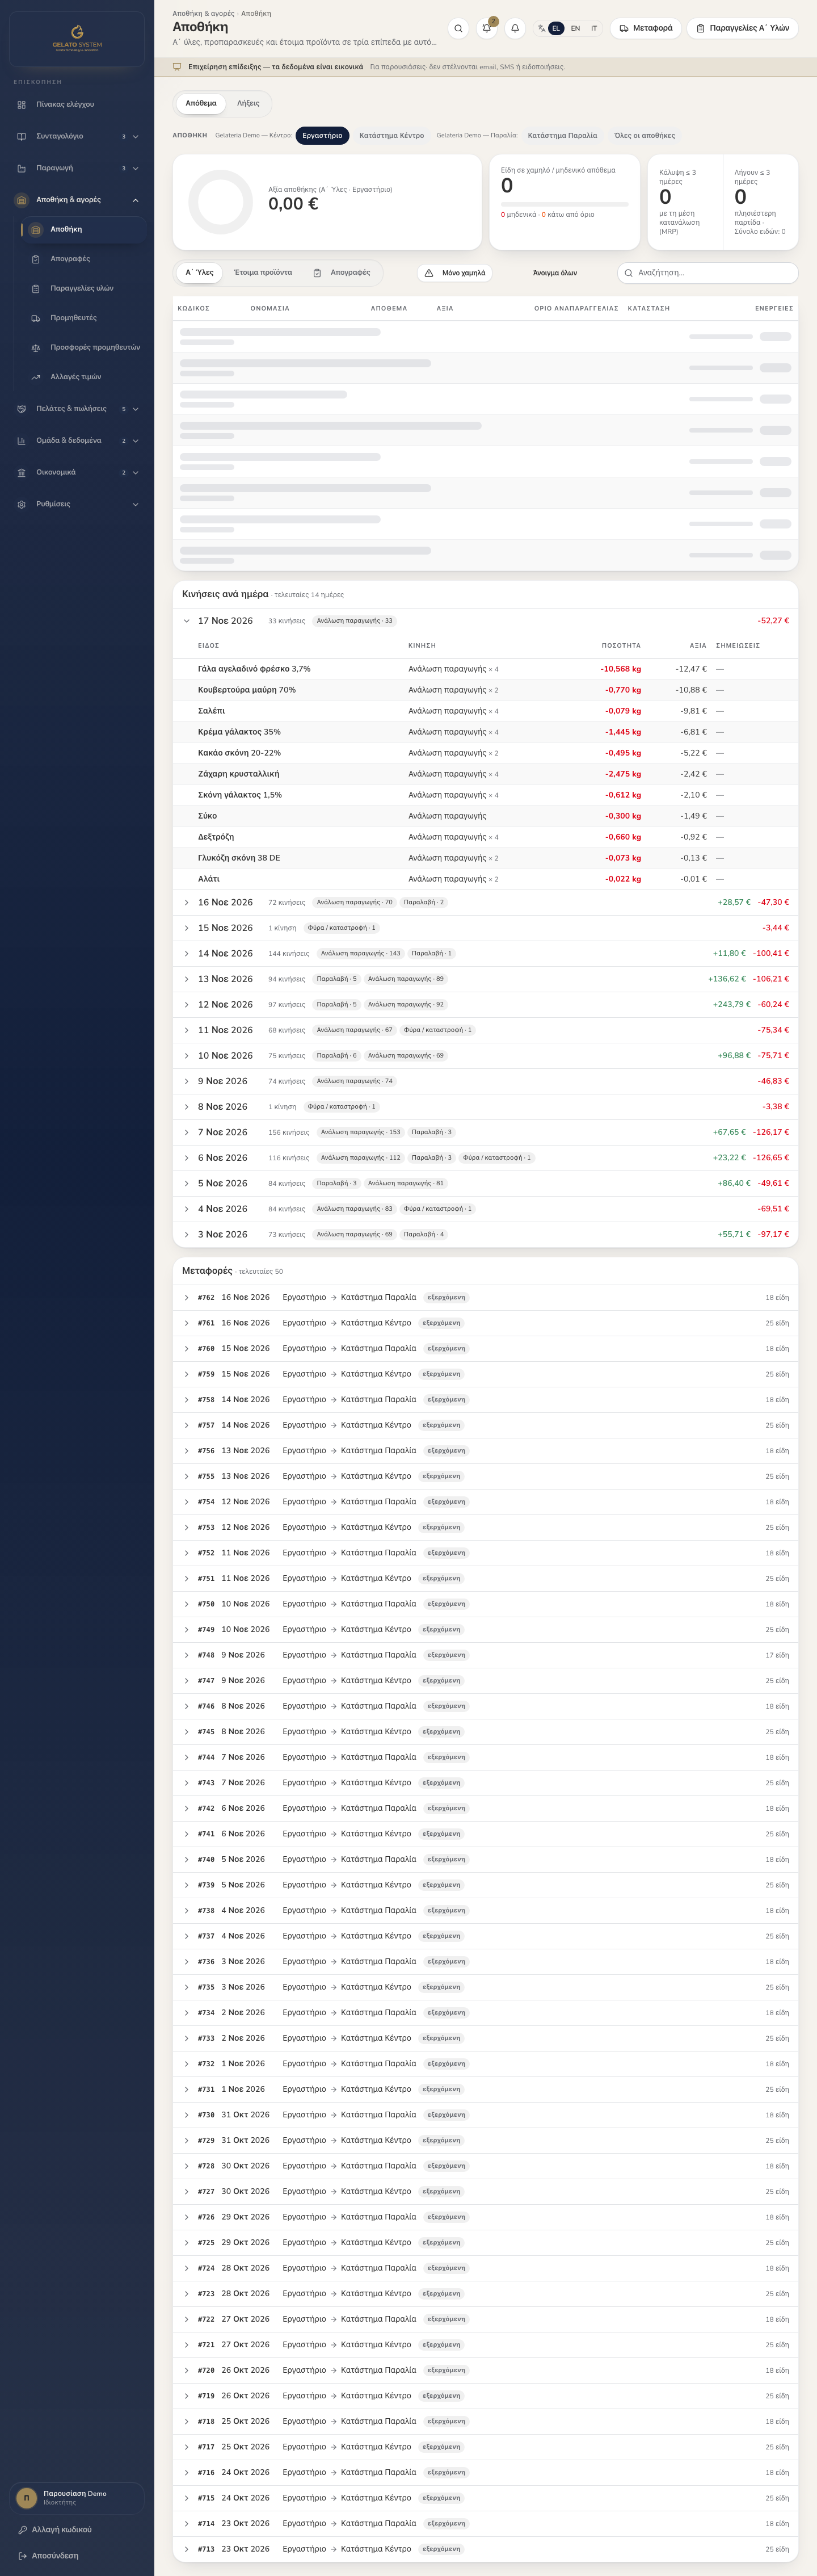 GELATO SYSTEM
ΕΠΙΣΚΟΠΗΣΗ
Πίνακας ελέγχου
Συνταγολόγιο 3
Παραγωγή 3
Αποθήκη & αγορές
Αποθήκη
Απογραφές
Παραγγελίες υλών
Προμηθευτές
Προσφορές προμηθευτών
Αλλαγές τιμών
Πελάτες & πωλήσεις 5
Ομάδα & δεδομένα 2
Οικονομικά 2
Ρυθμίσεις
Π
Παρουσίαση Demo
Ιδιοκτήτης
Αλλαγή κωδικού
Αποσύνδεση
Αποθήκη & αγορές · Αποθήκη
Αποθήκη
Α΄ ύλες, προπαρασκευές και έτοιμα προϊόντα σε τρία επίπεδα με αυτό…
2
EL EN IT
Μεταφορά
Παραγγελίες Α΄ Υλών
Επιχείρηση επίδειξης — τα δεδομένα είναι εικονικά Για παρουσιάσεις· δεν στέλνονται email, SMS ή ειδοποιήσεις.
Απόθεμα Λήξεις
ΑΠΟΘΗΚΗ Gelateria Demo — Κέντρο: Εργαστήριο Κατάστημα Κέντρο Gelateria Demo — Παραλία: Κατάστημα Παραλία Όλες οι αποθήκες
Αξία αποθήκης (Α΄ Ύλες · Εργαστήριο)
0,00 €
Είδη σε χαμηλό / μηδενικό απόθεμα
0
0 μηδενικά · 0 κάτω από όριο
Κάλυψη ≤ 3 ημέρες
0
με τη μέση κατανάλωση (MRP)
Λήγουν ≤ 3 ημέρες
0
πλησιέστερη παρτίδα · Σύνολο ειδών: 0
Α΄ Ύλες Έτοιμα προϊόντα Απογραφές Μόνο χαμηλά Άνοιγμα όλων Αναζήτηση…
ΚΩΔΙΚΟΣ ΟΝΟΜΑΣΙΑ ΑΠΟΘΕΜΑ ΑΞΙΑ ΟΡΙΟ ΑΝΑΠΑΡΑΓΓΕΛΙΑΣ ΚΑΤΑΣΤΑΣΗ ΕΝΕΡΓΕΙΕΣ
Κινήσεις ανά ημέρα · τελευταίες 14 ημέρες
17 Νοε 2026 33 κινήσεις Ανάλωση παραγωγής · 33 -52,27 €
ΕΙΔΟΣ ΚΙΝΗΣΗ ΠΟΣΟΤΗΤΑ ΑΞΙΑ ΣΗΜΕΙΩΣΕΙΣ
Γάλα αγελαδινό φρέσκο 3,7% Ανάλωση παραγωγής × 4 -10,568 kg -12,47 € —
Κουβερτούρα μαύρη 70% Ανάλωση παραγωγής × 2 -0,770 kg -10,88 € —
Σαλέπι Ανάλωση παραγωγής × 4 -0,079 kg -9,81 € —
Κρέμα γάλακτος 35% Ανάλωση παραγωγής × 4 -1,445 kg -6,81 € —
Κακάο σκόνη 20-22% Ανάλωση παραγωγής × 2 -0,495 kg -5,22 € —
Ζάχαρη κρυσταλλική Ανάλωση παραγωγής × 4 -2,475 kg -2,42 € —
Σκόνη γάλακτος 1,5% Ανάλωση παραγωγής × 4 -0,612 kg -2,10 € —
Σύκο Ανάλωση παραγωγής -0,300 kg -1,49 € —
Δεξτρόζη Ανάλωση παραγωγής × 4 -0,660 kg -0,92 € —
Γλυκόζη σκόνη 38 DE Ανάλωση παραγωγής × 2 -0,073 kg -0,13 € —
Αλάτι Ανάλωση παραγωγής × 2 -0,022 kg -0,01 € —
16 Νοε 2026 72 κινήσεις Ανάλωση παραγωγής · 70 Παραλαβή · 2 +28,57 € -47,30 €
15 Νοε 2026 1 κίνηση Φύρα / καταστροφή · 1 -3,44 €
14 Νοε 2026 144 κινήσεις Ανάλωση παραγωγής · 143 Παραλαβή · 1 +11,80 € -100,41 €
13 Νοε 2026 94 κινήσεις Παραλαβή · 5 Ανάλωση παραγωγής · 89 +136,62 € -106,21 €
12 Νοε 2026 97 κινήσεις Παραλαβή · 5 Ανάλωση παραγωγής · 92 +243,79 € -60,24 €
11 Νοε 2026 68 κινήσεις Ανάλωση παραγωγής · 67 Φύρα / καταστροφή · 1 -75,34 €
10 Νοε 2026 75 κινήσεις Παραλαβή · 6 Ανάλωση παραγωγής · 69 +96,88 € -75,71 €
9 Νοε 2026 74 κινήσεις Ανάλωση παραγωγής · 74 -46,83 €
8 Νοε 2026 1 κίνηση Φύρα / καταστροφή · 1 -3,38 €
7 Νοε 2026 156 κινήσεις Ανάλωση παραγωγής · 153 Παραλαβή · 3 +67,65 € -126,17 €
6 Νοε 2026 116 κινήσεις Ανάλωση παραγωγής · 112 Παραλαβή · 3 Φύρα / καταστροφή · 1 +23,22 € -126,65 €
5 Νοε 2026 84 κινήσεις Παραλαβή · 3 Ανάλωση παραγωγής · 81 +86,40 € -49,61 €
4 Νοε 2026 84 κινήσεις Ανάλωση παραγωγής · 83 Φύρα / καταστροφή · 1 -69,51 €
3 Νοε 2026 73 κινήσεις Ανάλωση παραγωγής · 69 Παραλαβή · 4 +55,71 € -97,17 €
Μεταφορές · τελευταίες 50
#762 16 Νοε 2026 Εργαστήριο → Κατάστημα Παραλία εξερχόμενη 18 είδη
#761 16 Νοε 2026 Εργαστήριο → Κατάστημα Κέντρο εξερχόμενη 25 είδη
#760 15 Νοε 2026 Εργαστήριο → Κατάστημα Παραλία εξερχόμενη 18 είδη
#759 15 Νοε 2026 Εργαστήριο → Κατάστημα Κέντρο εξερχόμενη 25 είδη
#758 14 Νοε 2026 Εργαστήριο → Κατάστημα Παραλία εξερχόμενη 18 είδη
#757 14 Νοε 2026 Εργαστήριο → Κατάστημα Κέντρο εξερχόμενη 25 είδη
#756 13 Νοε 2026 Εργαστήριο → Κατάστημα Παραλία εξερχόμενη 18 είδη
#755 13 Νοε 2026 Εργαστήριο → Κατάστημα Κέντρο εξερχόμενη 25 είδη
#754 12 Νοε 2026 Εργαστήριο → Κατάστημα Παραλία εξερχόμενη 18 είδη
#753 12 Νοε 2026 Εργαστήριο → Κατάστημα Κέντρο εξερχόμενη 25 είδη
#752 11 Νοε 2026 Εργαστήριο → Κατάστημα Παραλία εξερχόμενη 18 είδη
#751 11 Νοε 2026 Εργαστήριο → Κατάστημα Κέντρο εξερχόμενη 25 είδη
#750 10 Νοε 2026 Εργαστήριο → Κατάστημα Παραλία εξερχόμενη 18 είδη
#749 10 Νοε 2026 Εργαστήριο → Κατάστημα Κέντρο εξερχόμενη 25 είδη
#748 9 Νοε 2026 Εργαστήριο → Κατάστημα Παραλία εξερχόμενη 17 είδη
#747 9 Νοε 2026 Εργαστήριο → Κατάστημα Κέντρο εξερχόμενη 25 είδη
#746 8 Νοε 2026 Εργαστήριο → Κατάστημα Παραλία εξερχόμενη 18 είδη
#745 8 Νοε 2026 Εργαστήριο → Κατάστημα Κέντρο εξερχόμενη 25 είδη
#744 7 Νοε 2026 Εργαστήριο → Κατάστημα Παραλία εξερχόμενη 18 είδη
#743 7 Νοε 2026 Εργαστήριο → Κατάστημα Κέντρο εξερχόμενη 25 είδη
#742 6 Νοε 2026 Εργαστήριο → Κατάστημα Παραλία εξερχόμενη 18 είδη
#741 6 Νοε 2026 Εργαστήριο → Κατάστημα Κέντρο εξερχόμενη 25 είδη
#740 5 Νοε 2026 Εργαστήριο → Κατάστημα Παραλία εξερχόμενη 18 είδη
#739 5 Νοε 2026 Εργαστήριο → Κατάστημα Κέντρο εξερχόμενη 25 είδη
#738 4 Νοε 2026 Εργαστήριο → Κατάστημα Παραλία εξερχόμενη 18 είδη
#737 4 Νοε 2026 Εργαστήριο → Κατάστημα Κέντρο εξερχόμενη 25 είδη
#736 3 Νοε 2026 Εργαστήριο → Κατάστημα Παραλία εξερχόμενη 18 είδη
#735 3 Νοε 2026 Εργαστήριο → Κατάστημα Κέντρο εξερχόμενη 25 είδη
#734 2 Νοε 2026 Εργαστήριο → Κατάστημα Παραλία εξερχόμενη 18 είδη
#733 2 Νοε 2026 Εργαστήριο → Κατάστημα Κέντρο εξερχόμενη 25 είδη
#732 1 Νοε 2026 Εργαστήριο → Κατάστημα Παραλία εξερχόμενη 18 είδη
#731 1 Νοε 2026 Εργαστήριο → Κατάστημα Κέντρο εξερχόμενη 25 είδη
#730 31 Οκτ 2026 Εργαστήριο → Κατάστημα Παραλία εξερχόμενη 18 είδη
#729 31 Οκτ 2026 Εργαστήριο → Κατάστημα Κέντρο εξερχόμενη 25 είδη
#728 30 Οκτ 2026 Εργαστήριο → Κατάστημα Παραλία εξερχόμενη 18 είδη
#727 30 Οκτ 2026 Εργαστήριο → Κατάστημα Κέντρο εξερχόμενη 25 είδη
#726 29 Οκτ 2026 Εργαστήριο → Κατάστημα Παραλία εξερχόμενη 18 είδη
#725 29 Οκτ 2026 Εργαστήριο → Κατάστημα Κέντρο εξερχόμενη 25 είδη
#724 28 Οκτ 2026 Εργαστήριο → Κατάστημα Παραλία εξερχόμενη 18 είδη
#723 28 Οκτ 2026 Εργαστήριο → Κατάστημα Κέντρο εξερχόμενη 25 είδη
#722 27 Οκτ 2026 Εργαστήριο → Κατάστημα Παραλία εξερχόμενη 18 είδη
#721 27 Οκτ 2026 Εργαστήριο → Κατάστημα Κέντρο εξερχόμενη 25 είδη
#720 26 Οκτ 2026 Εργαστήριο → Κατάστημα Παραλία εξερχόμενη 18 είδη
#719 26 Οκτ 2026 Εργαστήριο → Κατάστημα Κέντρο εξερχόμενη 25 είδη
#718 25 Οκτ 2026 Εργαστήριο → Κατάστημα Παραλία εξερχόμενη 18 είδη
#717 25 Οκτ 2026 Εργαστήριο → Κατάστημα Κέντρο εξερχόμενη 25 είδη
#716 24 Οκτ 2026 Εργαστήριο → Κατάστημα Παραλία εξερχόμενη 18 είδη
#715 24 Οκτ 2026 Εργαστήριο → Κατάστημα Κέντρο εξερχόμενη 25 είδη
#714 23 Οκτ 2026 Εργαστήριο → Κατάστημα Παραλία εξερχόμενη 18 είδη
#713 23 Οκτ 2026 Εργαστήριο → Κατάστημα Κέντρο εξερχόμενη 25 είδη